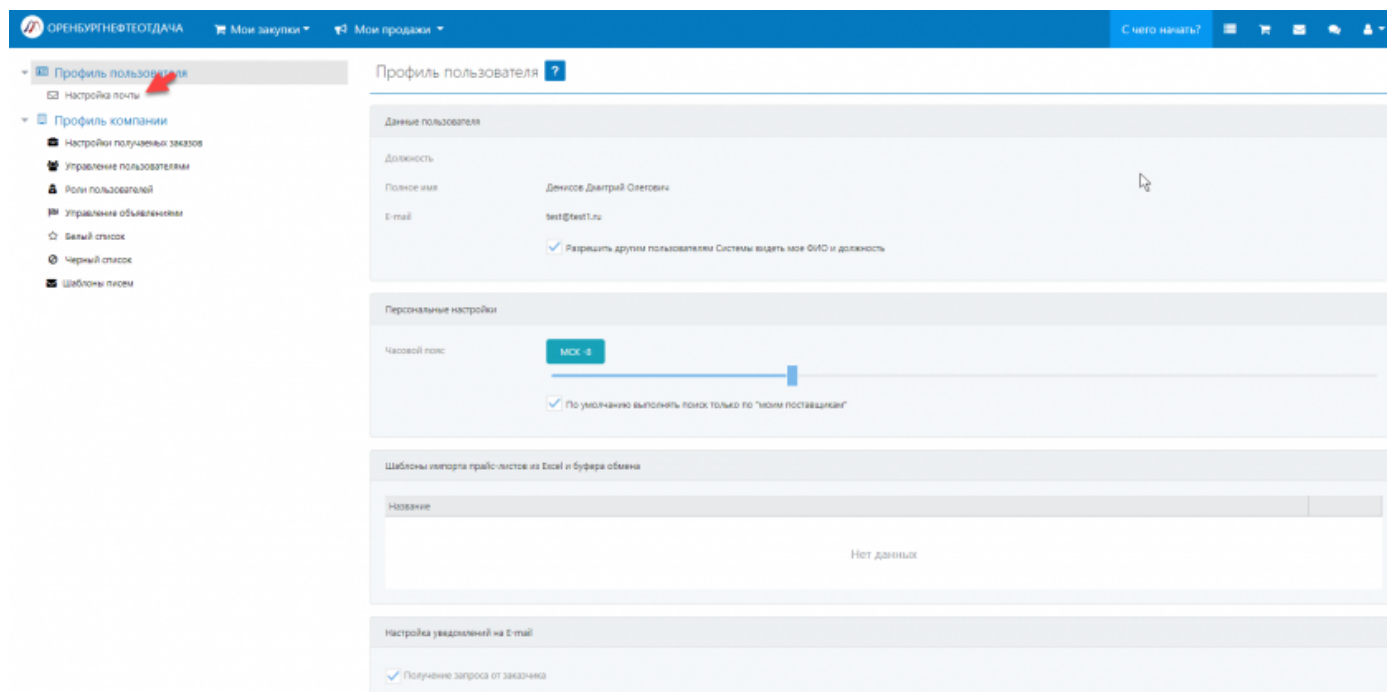 ОРЕНБУРГНЕФТЕОТДАЧА Мои закупки Мои продажи С чего начать?
Профиль пользователя
Настройка почты
Профиль компании
Настройки получаемых заказов
Управление пользователями
Роли пользователей
Управление объявлениями
Белый список
Черный список
Шаблоны писем
Профиль пользователя ?
Данные пользователя
Должность
Полное имя Денисов Дмитрий Олегович
E-mail test@test1.ru
Разрешить другим пользователям Системы видеть мое ФИО и должность
Персональные настройки
Часовой пояс МСК -8
По умолчанию выполнять поиск только по "моим поставщикам"
Шаблоны импорта прайс-листов из Excel и буфера обмена
Название
Нет данных
Настройка уведомлений на E-mail
Получение запроса от заказчика